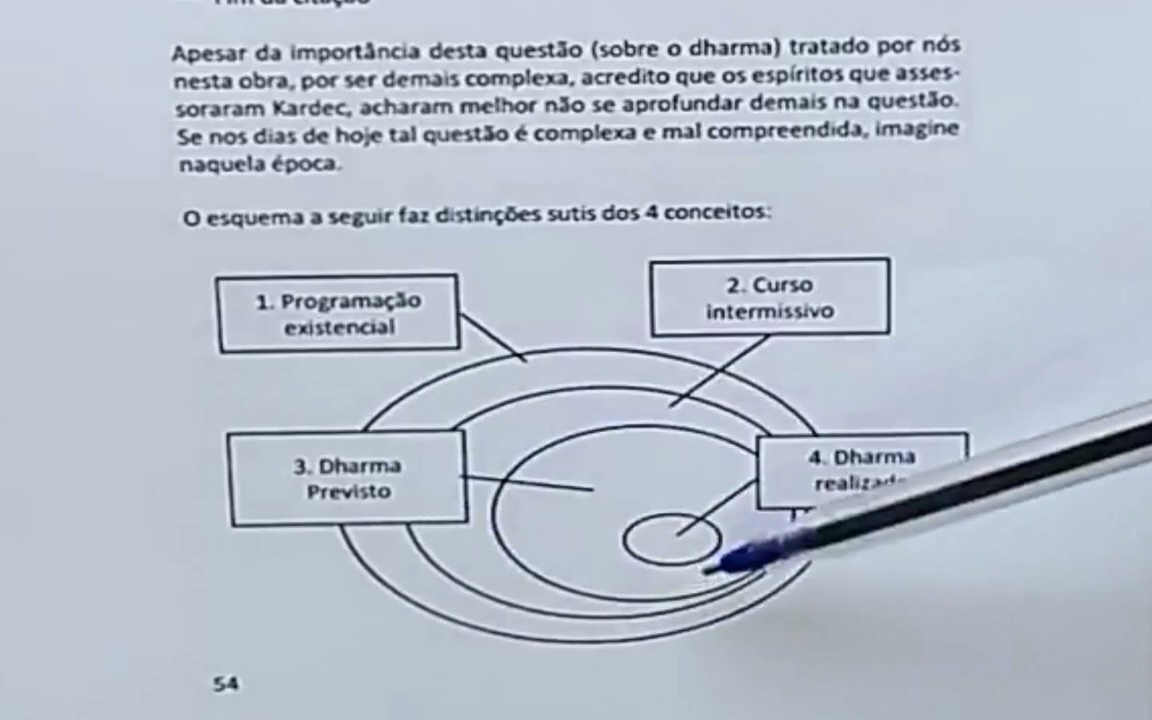 Apesar da importância desta questão (sobre o dharma) tratado por nós
nesta obra, por ser demais complexa, acredito que os espíritos que asses-
soraram Kardec, acharam melhor não se aprofundar demais na questão.
Se nos dias de hoje tal questão é complexa e mal compreendida, imagine
naquela época.
O esquema a seguir faz distinções sutis dos 4 conceitos:
1. Programação
existencial
2. Curso
intermissivo
3. Dharma
Previsto
4. Dharma
54